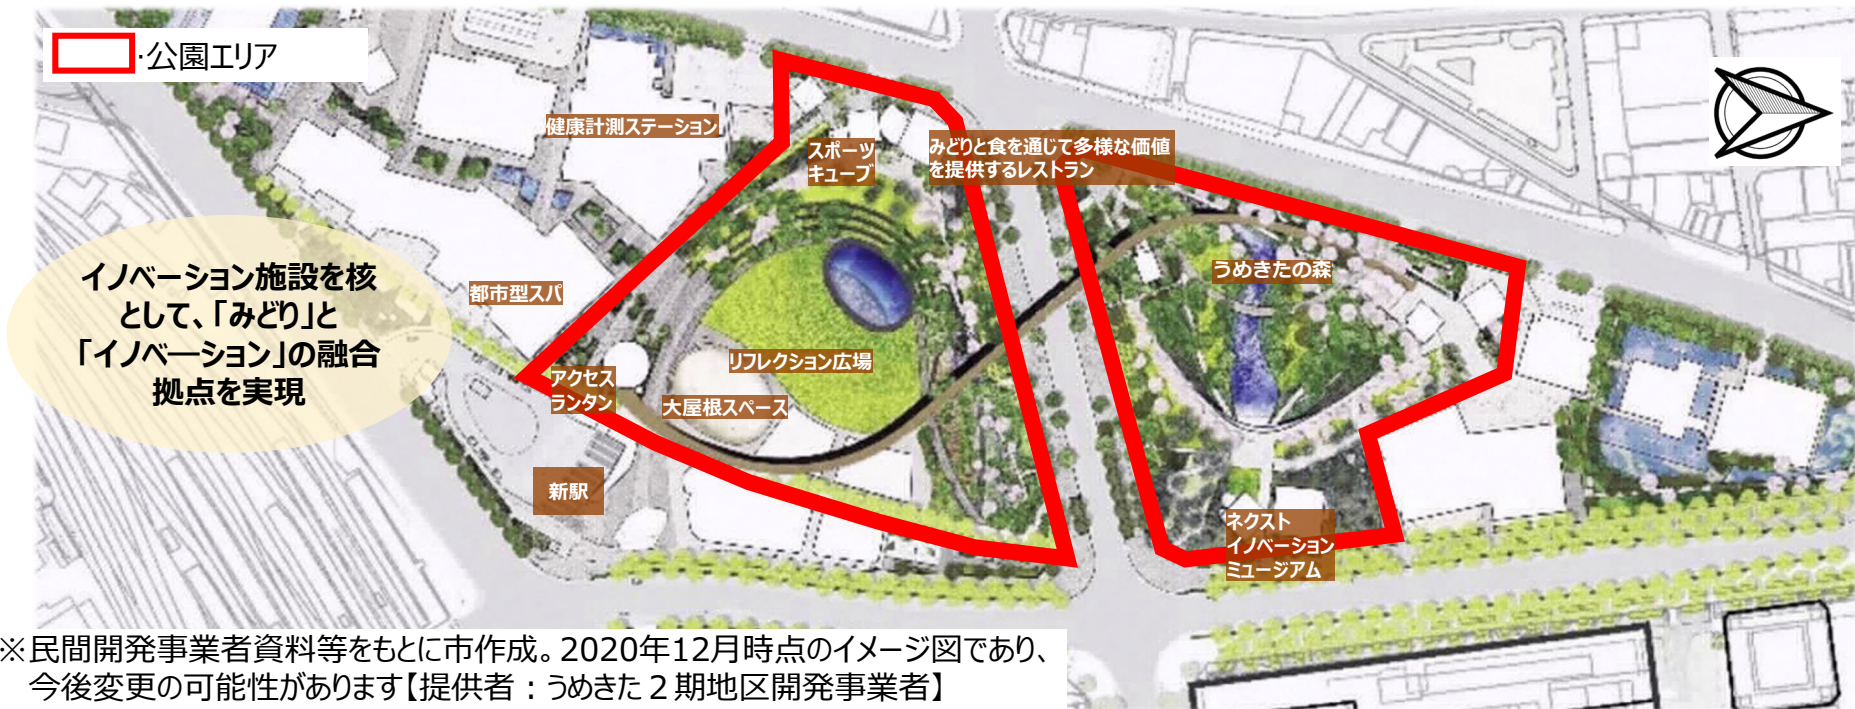 :公園エリア
健康計測ステーション
スポーツ
キューブ
みどりと食を通じて多様な価値
を提供するレストラン
うめきたの森
イノベーション施設を核
として、「みどり」と
「イノベーション」の融合
拠点を実現
都市型スパ
リフレクション広場
アクセス
ランタン
大屋根スペース
新駅
ネクスト
イノベーション
ミュージアム
※民間開発事業者資料等をもとに市作成。2020年12月時点のイメージ図であり、
今後変更の可能性があります【提供者：うめきた２期地区開発事業者】